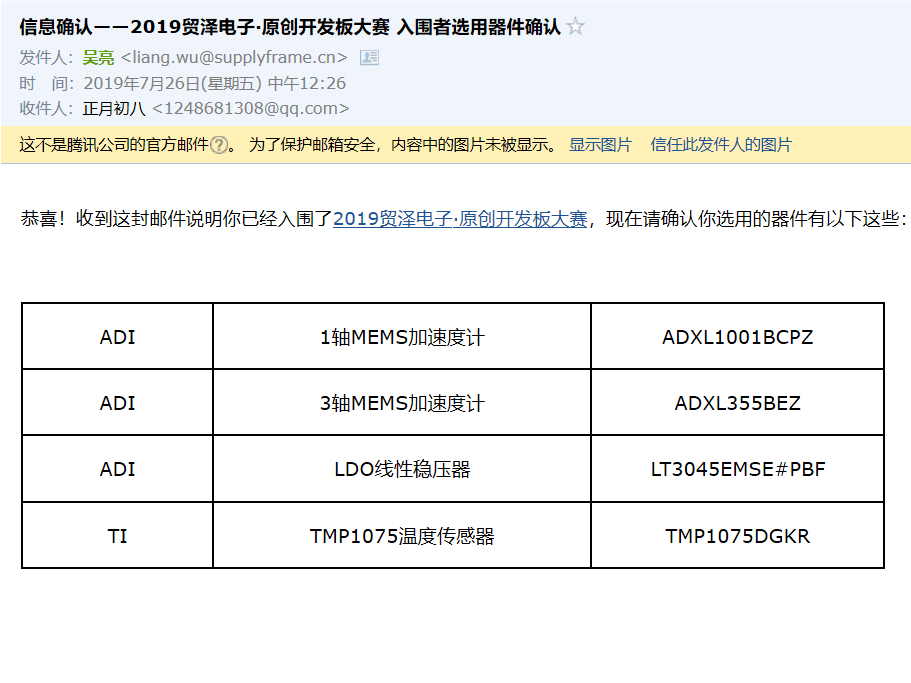 信息确认——2019贸泽电子·原创开发板大赛 入围者选用器件确认
发件人：吴亮 <liang.wu@supplyframe.cn>
时 间：2019年7月26日(星期五) 中午12:26
收件人：正月初八 <1248681308@qq.com>
这不是腾讯公司的官方邮件?。 为了保护邮箱安全，内容中的图片未被显示。 显示图片 信任此发件人的图片
恭喜！收到这封邮件说明你已经入围了2019贸泽电子·原创开发板大赛，现在请确认你选用的器件有以下这些：
ADI 1轴MEMS加速度计 ADXL1001BCPZ
ADI 3轴MEMS加速度计 ADXL355BEZ
ADI LDO线性稳压器 LT3045EMSE#PBF
TI TMP1075温度传感器 TMP1075DGKR